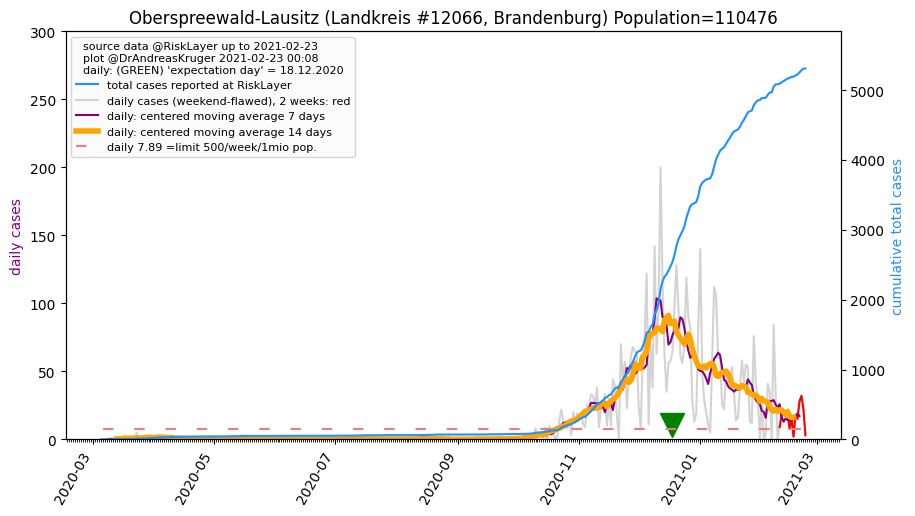 Oberspreewald-Lausitz (Landkreis #12066, Brandenburg) Population=110476
source data @RiskLayer up to 2021-02-23
plot @DrAndreasKruger 2021-02-23 00:08
daily: (GREEN) 'expectation day' = 18.12.2020
total cases reported at RiskLayer
daily cases (weekend-flawed), 2 weeks: red
daily: centered moving average 7 days
daily: centered moving average 14 days
daily 7.89 =limit 500/week/1mio pop.
daily cases
300
250
200
150
100
50
0
cumulative total cases
5000
4000
3000
2000
1000
0
2020-03
2020-05
2020-07
2020-09
2020-11
2021-01
2021-03